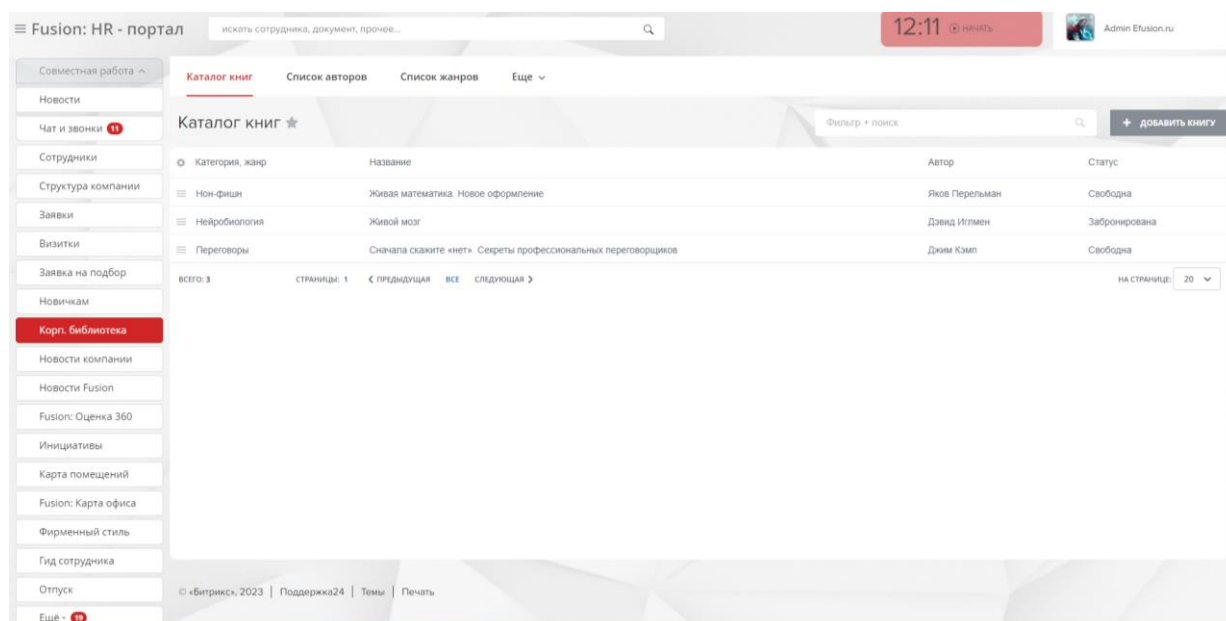 Fusion: HR - портал
искать сотрудника, документ, прочее...
12:11 НАЧАТЬ
Admin Efusion.ru
Совместная работа
Новости
Чат и звонки 11
Сотрудники
Структура компании
Заявки
Визитки
Заявка на подбор
Новичкам
Корп. библиотека
Новости компании
Новости Fusion
Fusion: Оценка 360
Инициативы
Карта помещений
Fusion: Карта офиса
Фирменный стиль
Гид сотрудника
Отпуск
Ещё - 19
Каталог книг Список авторов Список жанров Еще
Каталог книг
Фильтр + поиск
+ ДОБАВИТЬ КНИГУ
Категория, жанр Название Автор Статус
Нон-фишн Живая математика. Новое оформление Яков Перельман Свободна
Нейробиология Живой мозг Дэвид Иглмен Забронирована
Переговоры Сначала скажите «нет». Секреты профессиональных переговорщиков Джим Кэмп Свободна
ВСЕГО: 3 СТРАНИЦЫ: 1 ПРЕДЫДУЩАЯ ВСЕ СЛЕДУЮЩАЯ НА СТРАНИЦЕ: 20
© «Битрикс», 2023 | Поддержка24 | Темы | Печать